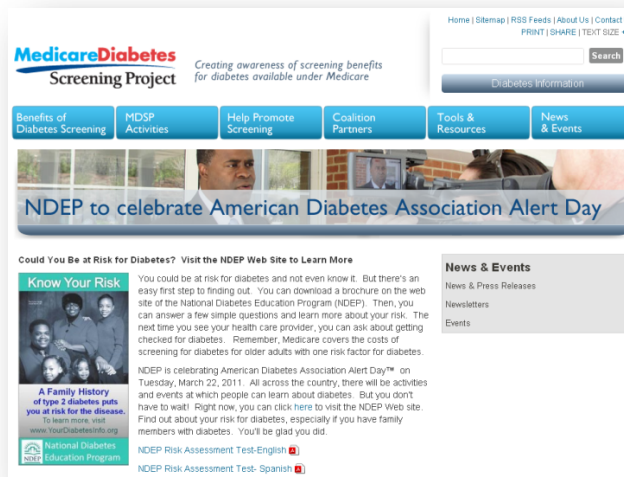 Home | Sitemap | RSS Feeds | About Us | Contact
PRINT | SHARE | TEXT SIZE
MedicareDiabetes
Screening Project
Creating awareness of screening benefits
for diabetes available under Medicare
Search
Diabetes Information
Benefits of
Diabetes Screening
MDSP
Activities
Help Promote
Screening
Coalition
Partners
Tools &
Resources
News
& Events
NDEP to celebrate American Diabetes Association Alert Day
Could You Be at Risk for Diabetes?  Visit the NDEP Web Site to Learn More
Know Your Risk
A Family History
of type 2 diabetes puts
you at risk for the disease.
To learn more, visit
www.YourDiabetesInfo.org
NDEP
National Diabetes
Education Program
You could be at risk for diabetes and not even know it.  But there's an
easy first step to finding out.  You can download a brochure on the web
site of the National Diabetes Education Program (NDEP).  Then, you
can answer a few simple questions and learn more about your risk.  The
next time you see your health care provider, you can ask about getting
checked for diabetes.  Remember, Medicare covers the costs of
screening for diabetes for older adults with one risk factor for diabetes.
NDEP is celebrating American Diabetes Association Alert Day™  on
Tuesday, March 22, 2011.  All across the country, there will be activities
and events at which people can learn about diabetes.  But you don't
have to wait!  Right now, you can click here to visit the NDEP Web site.
Find out about your risk for diabetes, especially if you have family
members with diabetes.  You'll be glad you did.
NDEP Risk Assessment Test-English
NDEP Risk Assessment Test- Spanish
News & Events
News & Press Releases
Newsletters
Events